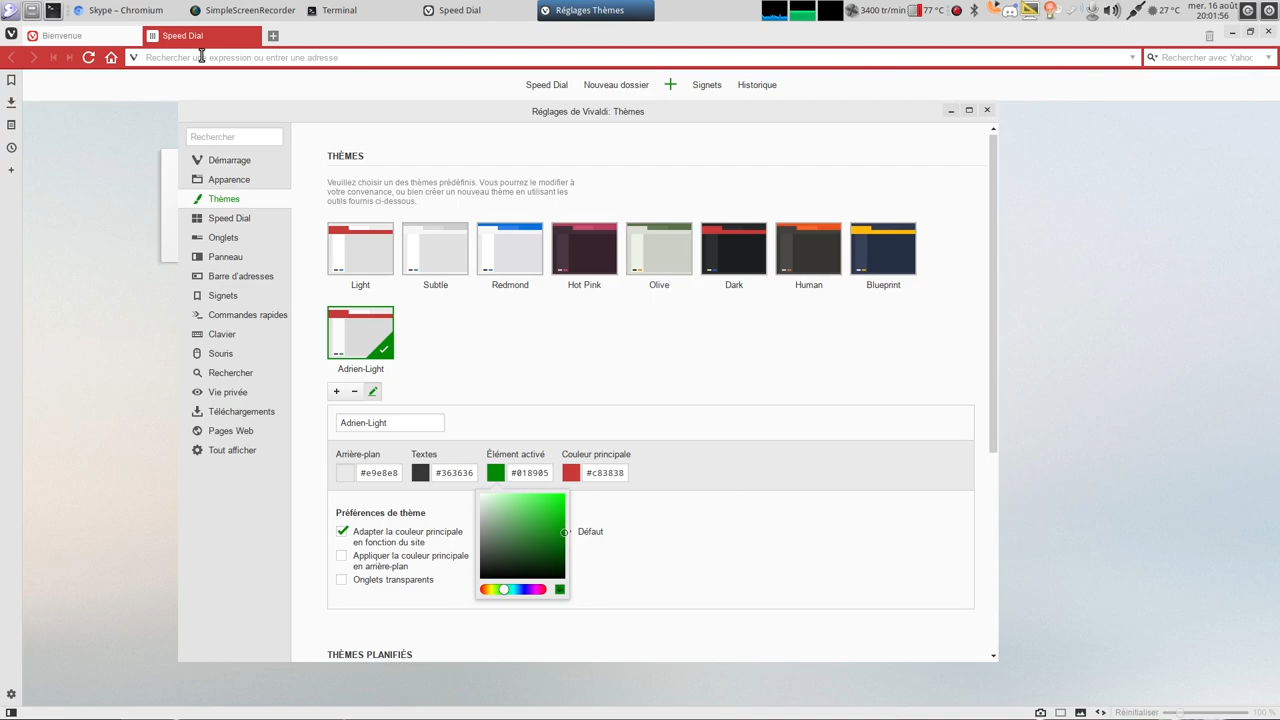 Skype – Chromium
SimpleScreenRecorder
Terminal
Speed Dial
Réglages Thèmes
3400 tr/min
77 °C
27 °C
mer. 16 août
20:01:56
Bienvenue
Speed Dial
Rechercher une expression ou entrer une adresse
Rechercher avec Yahoo
Speed Dial
Nouveau dossier
Signets
Historique
Réglages de Vivaldi: Thèmes
Rechercher
Démarrage
Apparence
Thèmes
Speed Dial
Onglets
Panneau
Barre d'adresses
Signets
Commandes rapides
Clavier
Souris
Rechercher
Vie privée
Téléchargements
Pages Web
Tout afficher
THÈMES
Veuillez choisir un des thèmes prédéfinis. Vous pourrez le modifier à
votre convenance, ou bien créer un nouveau thème en utilisant les
outils fournis ci-dessous.
Light
Subtle
Redmond
Hot Pink
Olive
Dark
Human
Blueprint
Adrien-Light
Adrien-Light
Arrière-plan
Textes
Élément activé
Couleur principale
#e9e8e8
#363636
#018905
#c83838
Préférences de thème
Adapter la couleur principale
en fonction du site
Défaut
Appliquer la couleur principale
en arrière-plan
Onglets transparents
THÈMES PLANIFIÉS
Réinitialiser
100 %